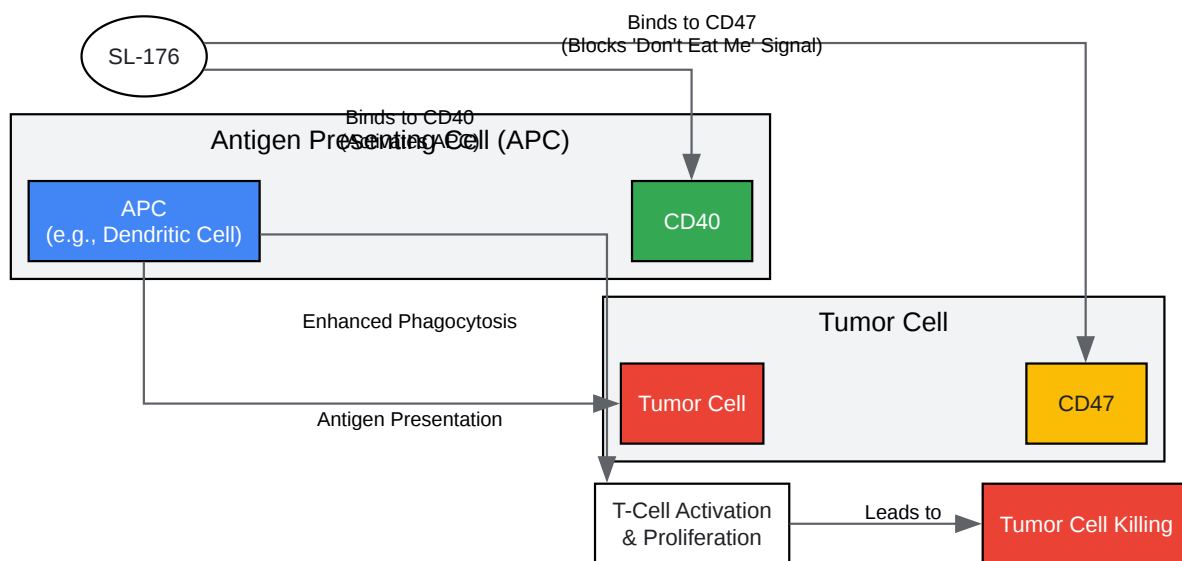 Binds to CD47
(Blocks 'Don't Eat Me' Signal)
SL-176
Binds to CD40
(Activates APC)
Antigen Presenting Cell (APC)
APC
(e.g., Dendritic Cell)
CD40
Enhanced Phagocytosis
Tumor Cell
Tumor Cell
CD47
Antigen Presentation
T-Cell Activation
& Proliferation
Leads to
Tumor Cell Killing